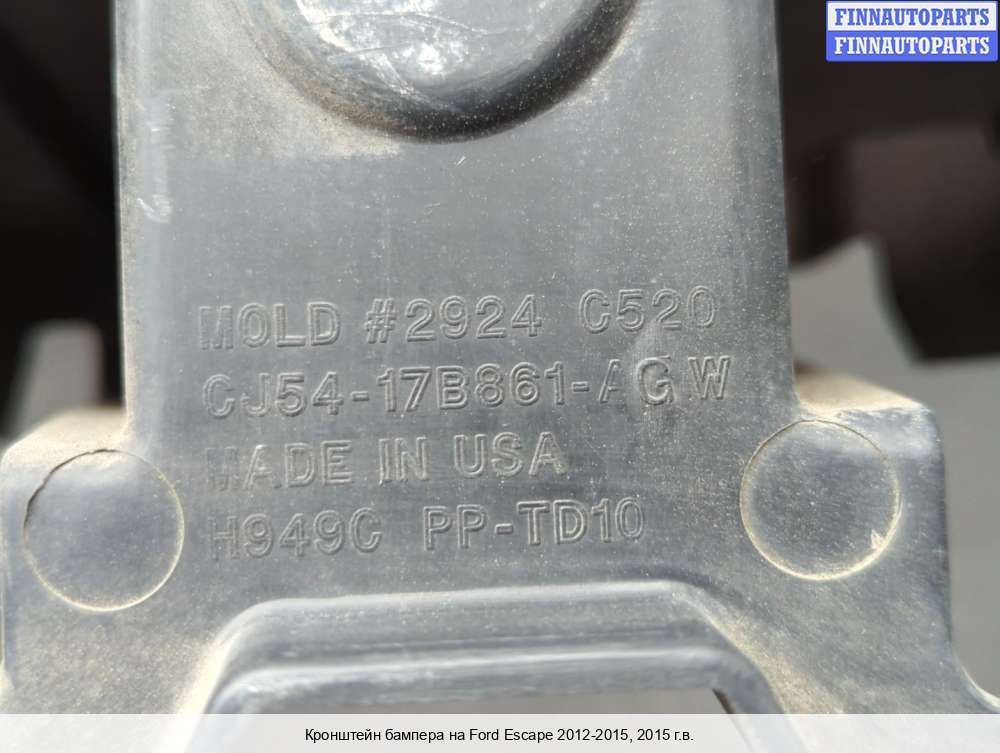 FINNAUTOPARTS
FINNAUTOPARTS
MOLD #2924 C520
CJ54-17B861-AGW
MADE IN USA
H949C PP-TD10
Кронштейн бампера на Ford Escape 2012-2015, 2015 г.в.